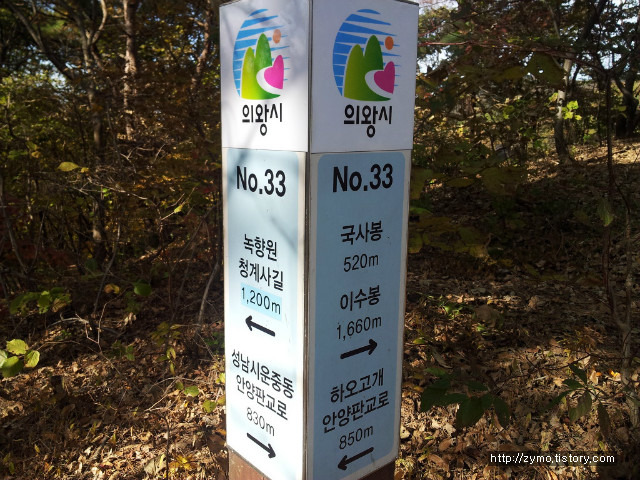 의왕시
No.33
녹향원
청계사길
1,200m
←
성남시운중동
안양판교로
830m
→
의왕시
No.33
국사봉
520m
이수봉
1,660m
→
하오고개
안양판교로
850m
←
http://zymo.tistory.com